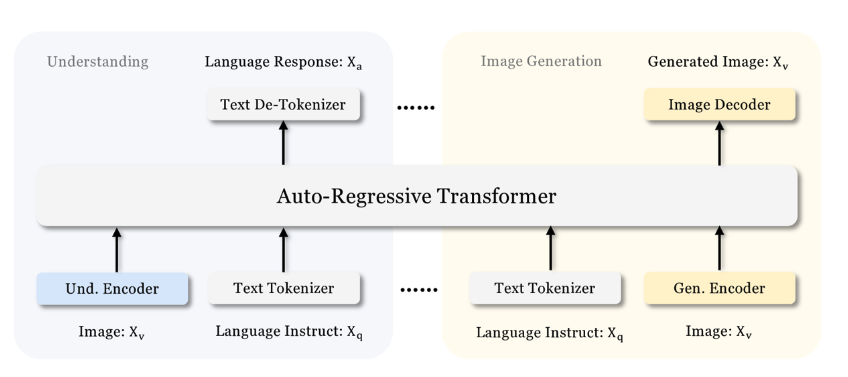 Understanding
Language Response: Xa
Image Generation
Generated Image: Xv
Text De-Tokenizer
......
Image Decoder
Auto-Regressive Transformer
Und. Encoder
Text Tokenizer
......
Text Tokenizer
Gen. Encoder
Image: Xv
Language Instruct: Xq
Language Instruct: Xq
Image: Xv